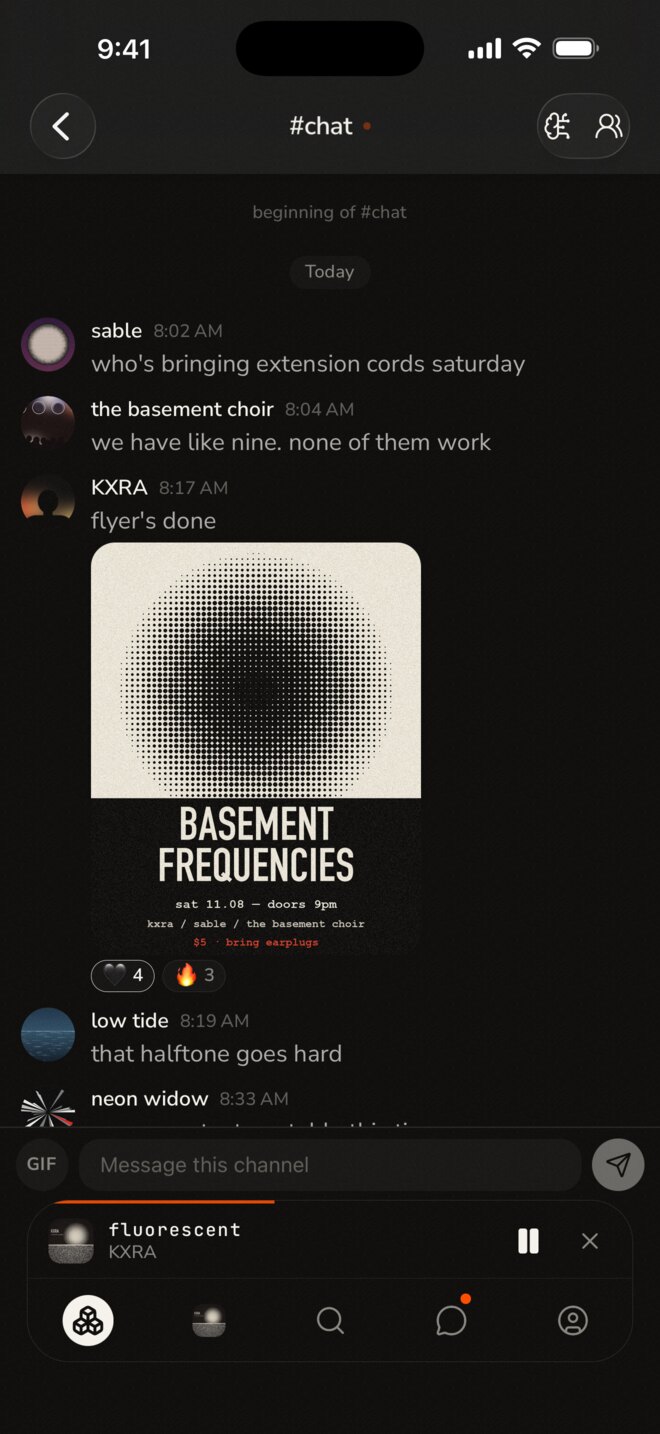 9:41
#chat
beginning of #chat
Today
sable 8:02 AM
who's bringing extension cords saturday
the basement choir 8:04 AM
we have like nine. none of them work
KXRA 8:17 AM
flyer's done
BASEMENT
FREQUENCIES
sat 11.08 — doors 9pm
kxra / sable / the basement choir
$5 · bring earplugs
🖤 4 🔥 3
low tide 8:19 AM
that halftone goes hard
neon widow 8:33 AM
GIF Message this channel
fluorescent
KXRA